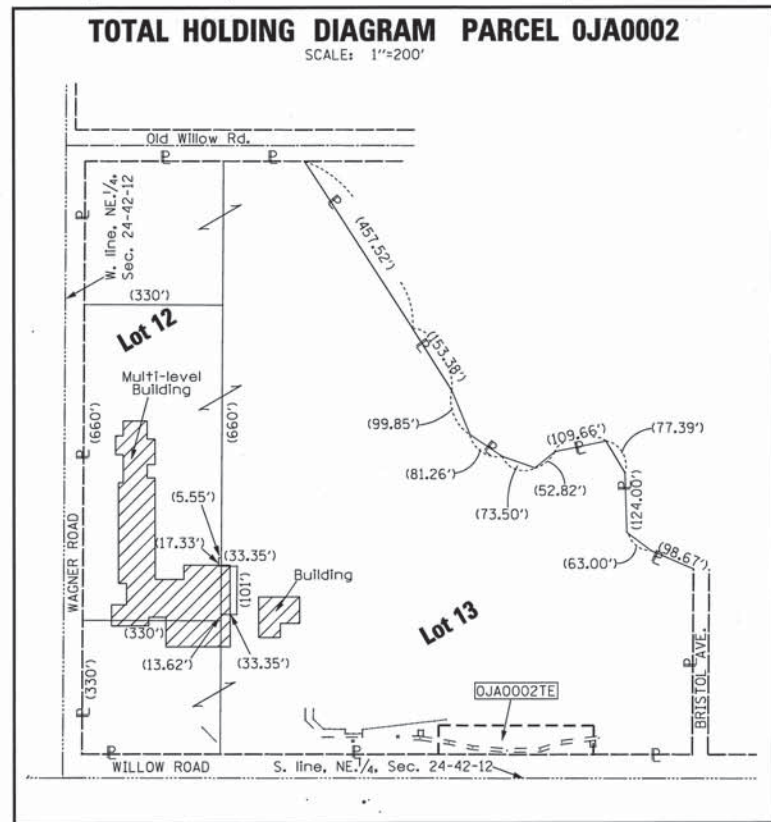 TOTAL HOLDING DIAGRAM PARCEL 0JA0002
SCALE: 1"=200'
Old Willow Rd.
W. line, NE.1/4.
Sec. 24-42-12
(457.52')
(330')
Lot 12
(153.38')
Multi-level
Building
(660')
(660')
(99.85')
(109.66')
(77.39')
(81.26')
(73.50')
(52.82')
(124.00')
(5.55')
(17.33')
(33.35')
(63.00')
(98.67')
WAGNER ROAD
(101')
Building
Lot 13
(330')
(13.62')
(33.35')
(330')
0JA0002TE
BRISTOL AVE.
WILLOW ROAD
S. line, NE.1/4, Sec. 24-42-12